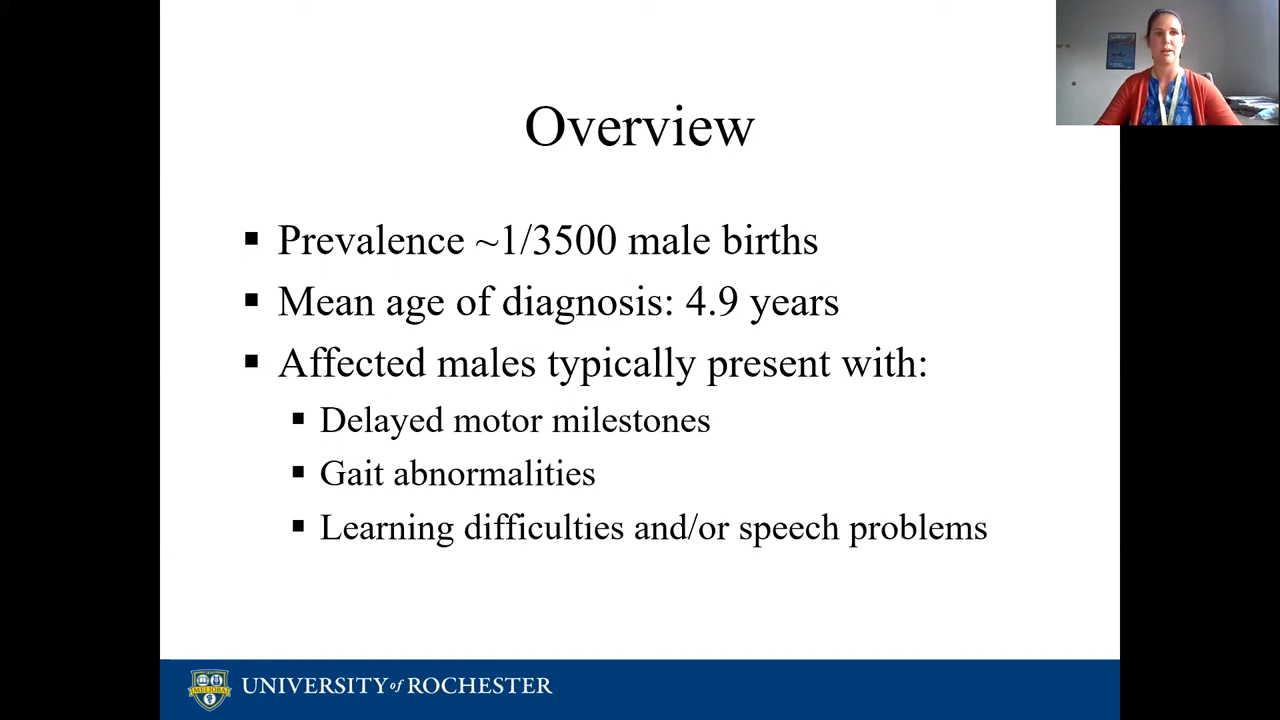 Overview
Prevalence ~1/3500 male births
Mean age of diagnosis: 4.9 years
Affected males typically present with:
Delayed motor milestones
Gait abnormalities
Learning difficulties and/or speech problems
MELIORA
UNIVERSITY of ROCHESTER